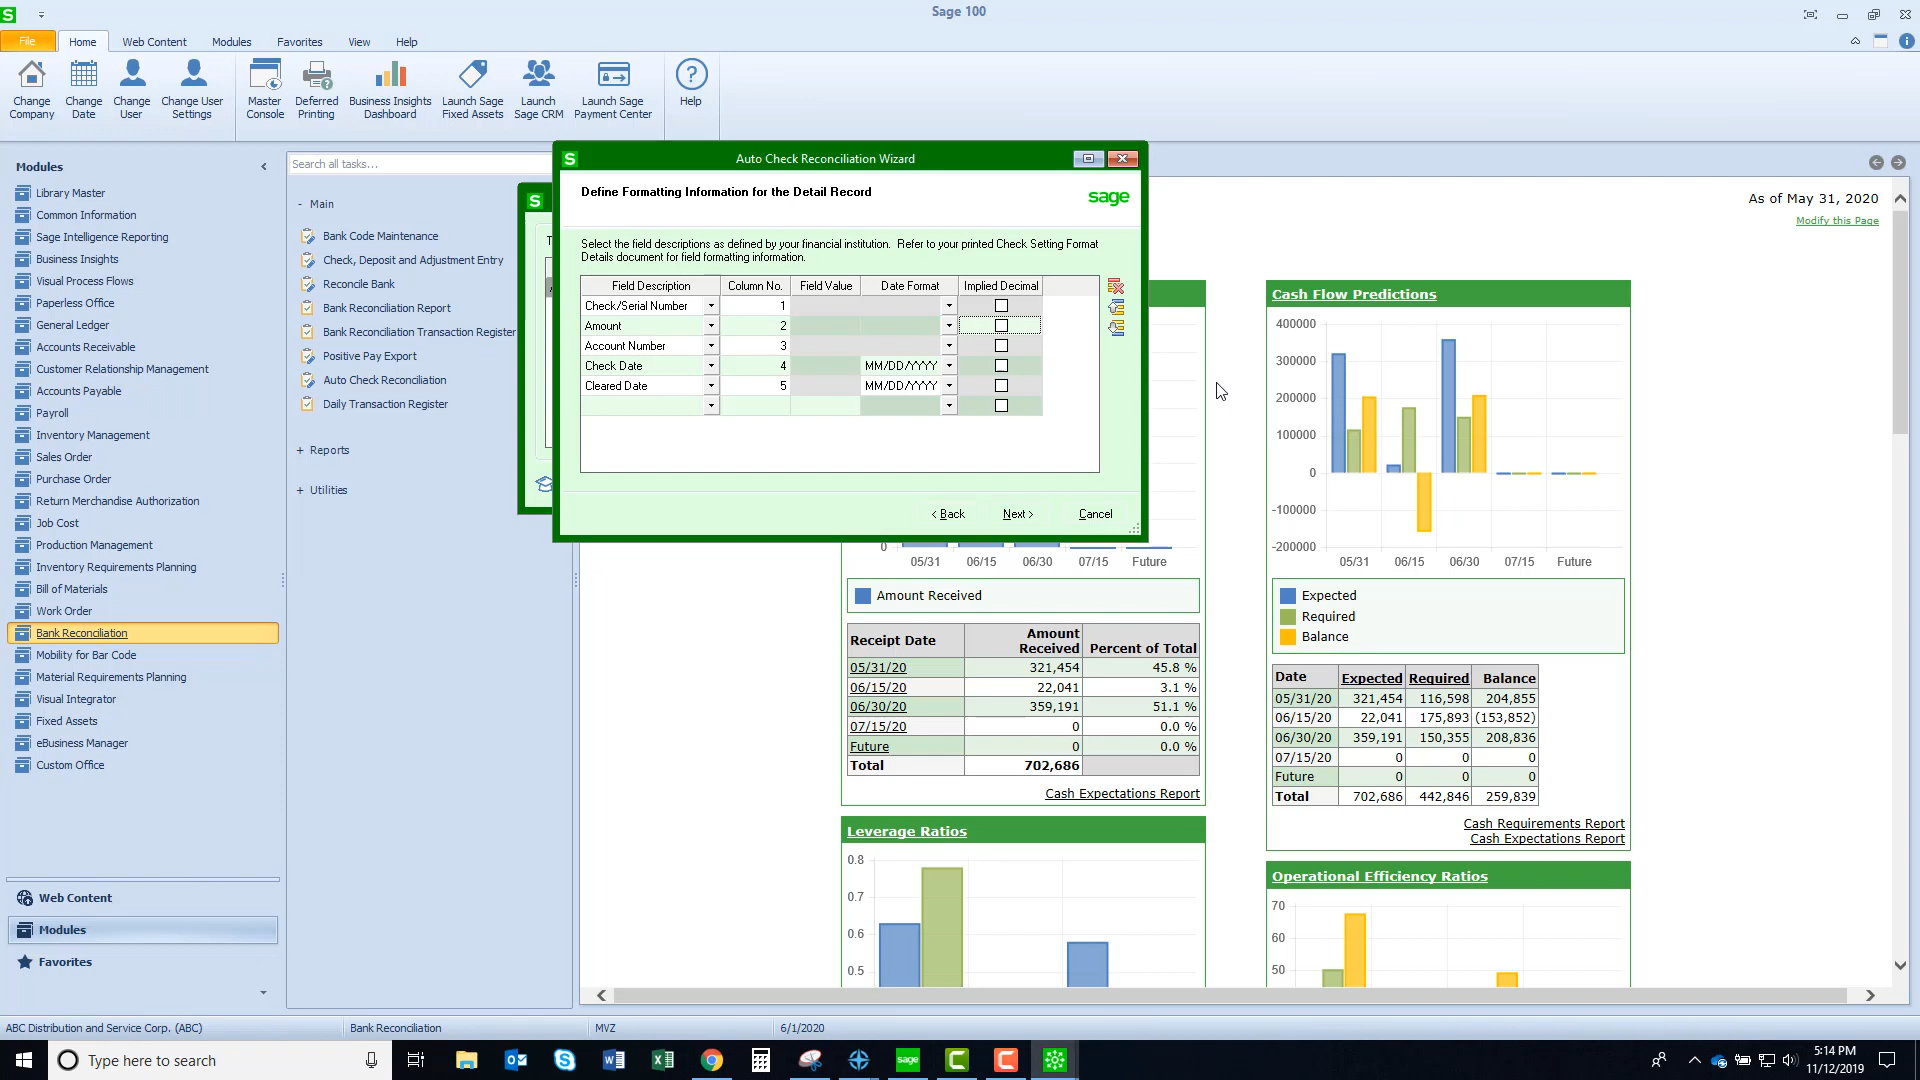 Sage 100
File
Home
Web Content
Modules
Favorites
View
Help
Change Company
Change Date
Change User
Change User Settings
Master Console
Deferred Printing
Business Insights Dashboard
Launch Sage Fixed Assets
Launch Sage CRM
Launch Sage Payment Center
Help
Modules
Library Master
Common Information
Sage Intelligence Reporting
Business Insights
Visual Process Flows
Paperless Office
General Ledger
Accounts Receivable
Customer Relationship Management
Accounts Payable
Payroll
Inventory Management
Sales Order
Purchase Order
Return Merchandise Authorization
Job Cost
Production Management
Inventory Requirements Planning
Bill of Materials
Work Order
Bank Reconciliation
Mobility for Bar Code
Material Requirements Planning
Visual Integrator
Fixed Assets
eBusiness Manager
Custom Office
Web Content
Modules
Favorites
Search all tasks...
- Main
Bank Code Maintenance
Check, Deposit and Adjustment Entry
Reconcile Bank
Bank Reconciliation Report
Bank Reconciliation Transaction Register
Positive Pay Export
Auto Check Reconciliation
Daily Transaction Register
+ Reports
+ Utilities
Auto Check Reconciliation Wizard
Define Formatting Information for the Detail Record
sage
Select the field descriptions as defined by your financial institution. Refer to your printed Check Setting Format
Details document for field formatting information.
Field Description Column No. Field Value Date Format Implied Decimal
Check/Serial Number 1
Amount 2
Account Number 3
Check Date 4 MM/DD/YYYY
Cleared Date 5 MM/DD/YYYY
< Back
Next >
Cancel
As of May 31, 2020
Modify this Page
0
05/31 06/15 06/30 07/15 Future
Amount Received
Receipt Date Amount Received Percent of Total
05/31/20 321,454 45.8 %
06/15/20 22,041 3.1 %
06/30/20 359,191 51.1 %
07/15/20 0 0.0 %
Future 0 0.0 %
Total 702,686
Cash Expectations Report
Leverage Ratios
0.8
0.7
0.6
0.5
Cash Flow Predictions
400000
300000
200000
100000
0
-100000
-200000
05/31 06/15 06/30 07/15 Future
Expected
Required
Balance
Date Expected Required Balance
05/31/20 321,454 116,598 204,855
06/15/20 22,041 175,893 (153,852)
06/30/20 359,191 150,355 208,836
07/15/20 0 0 0
Future 0 0 0
Total 702,686 442,846 259,839
Cash Requirements Report
Cash Expectations Report
Operational Efficiency Ratios
70
60
50
ABC Distribution and Service Corp. (ABC)
Bank Reconciliation
MVZ
6/1/2020
Type here to search
sage
5:14 PM
11/12/2019